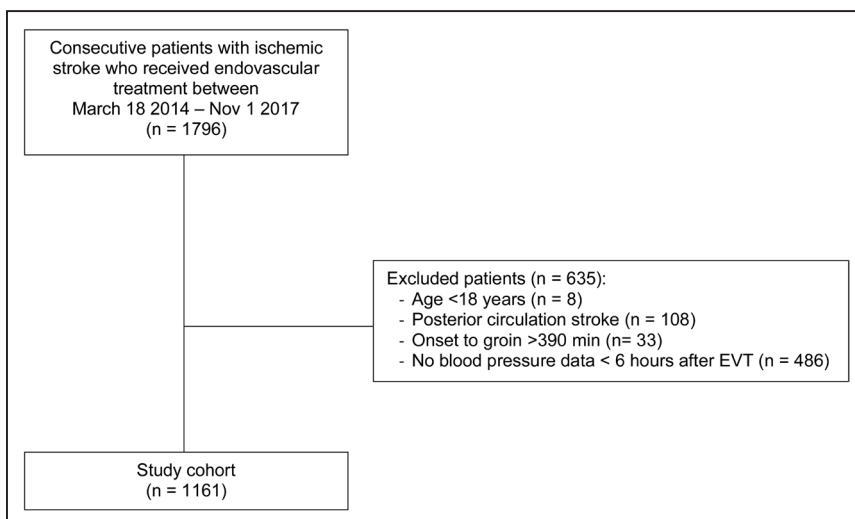 Consecutive patients with ischemic
stroke who received endovascular
treatment between
March 18 2014 – Nov 1 2017
(n = 1796)
Excluded patients (n = 635):
- Age <18 years (n = 8)
- Posterior circulation stroke (n = 108)
- Onset to groin >390 min (n= 33)
- No blood pressure data < 6 hours after EVT (n = 486)
Study cohort
(n = 1161)